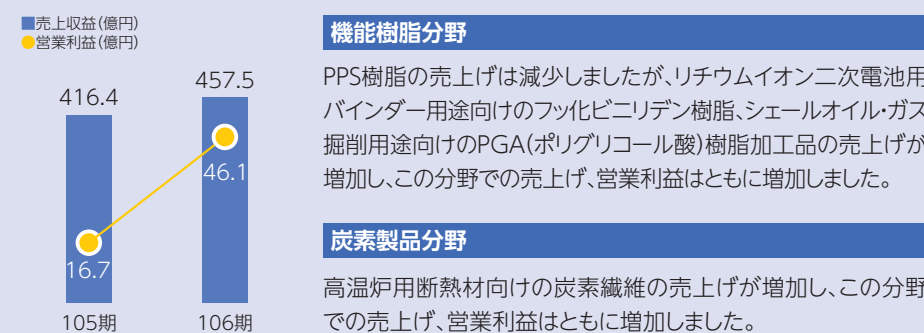 ■売上収益(億円)
●営業利益(億円)
416.4
457.5
16.7
46.1
105期
106期
機能樹脂分野
PPS樹脂の売上げは減少しましたが、リチウムイオン二次電池用
バインダー用途向けのフッ化ビニリデン樹脂、シェールオイル・ガス
掘削用途向けのPGA(ポリグリコール酸)樹脂加工品の売上げが
増加し、この分野での売上げ、営業利益はともに増加しました。
炭素製品分野
高温炉用断熱材向けの炭素繊維の売上げが増加し、この分野
での売上げ、営業利益はともに増加しました。